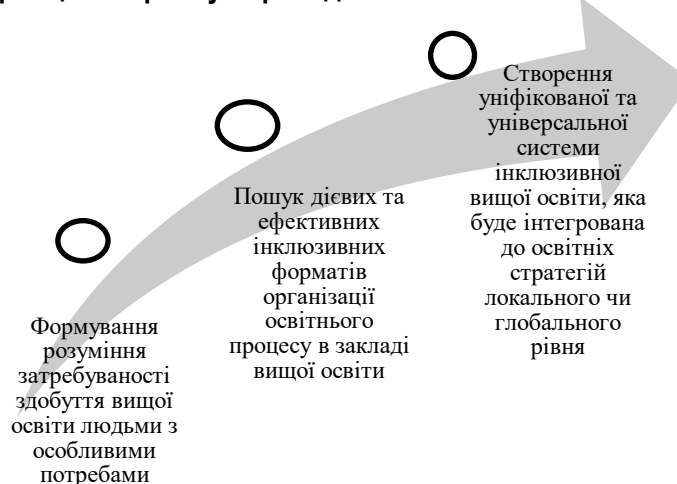 Формування
розуміння
затребуваності
здобуття вищої
освіти людьми з
особливими
потребами
Пошук дієвих та
ефективних
інклюзивних
форматів
організації
освітнього
процесу в закладі
вищої освіти
Створення
уніфікованої та
універсальної
системи
інклюзивної
вищої освіти, яка
буде інтегрована
до освітніх
стратегій
локального чи
глобального
рівня